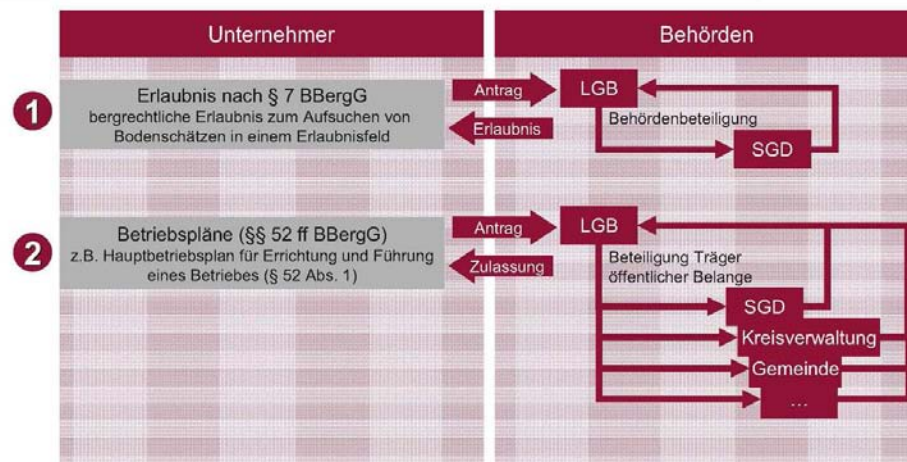 Unternehmer
Behörden
1
Erlaubnis nach § 7 BBergG
bergrechtliche Erlaubnis zum Aufsuchen von
Bodenschätzen in einem Erlaubnisfeld
Antrag
Erlaubnis
LGB
Behördenbeteiligung
SGD
2
Betriebspläne (§§ 52 ff BBergG)
z.B. Hauptbetriebsplan für Errichtung und Führung
eines Betriebes (§ 52 Abs. 1)
Antrag
Zulassung
LGB
Beteiligung Träger
öffentlicher Belange
SGD
Kreisverwaltung
Gemeinde
...